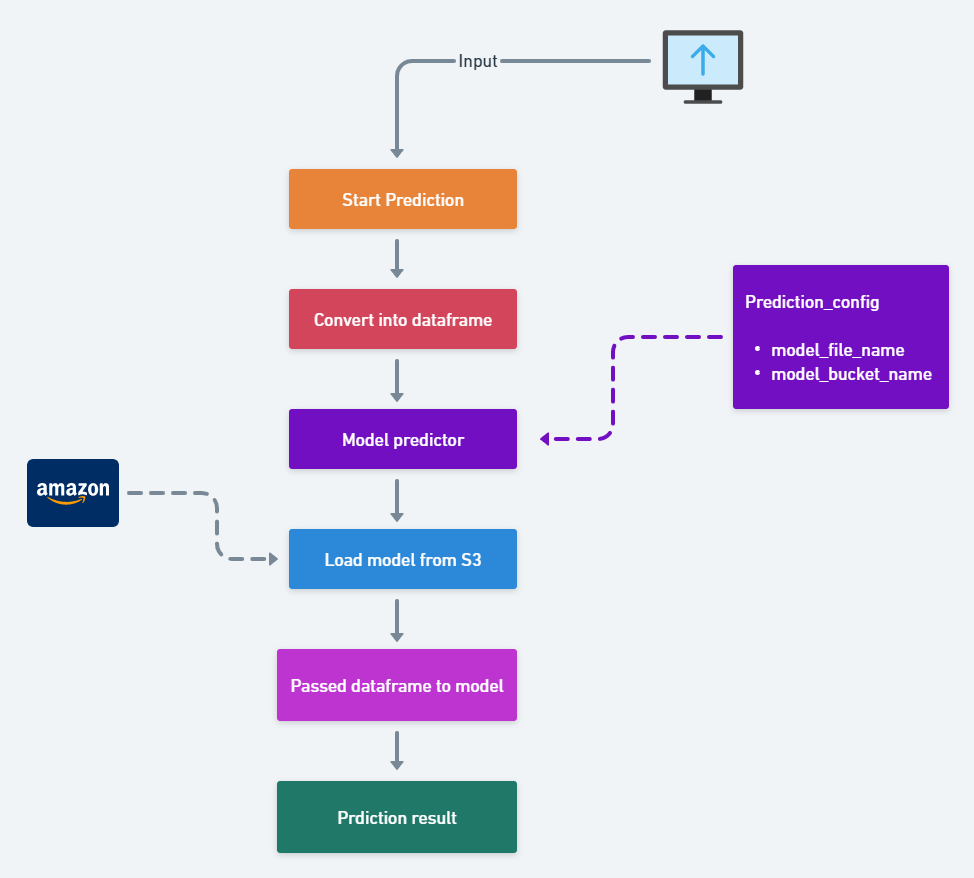 Input
Start Prediction
Convert into dataframe
Prediction_config
• model_file_name
• model_bucket_name
Model predictor
amazon
Load model from S3
Passed dataframe to model
Prdiction result